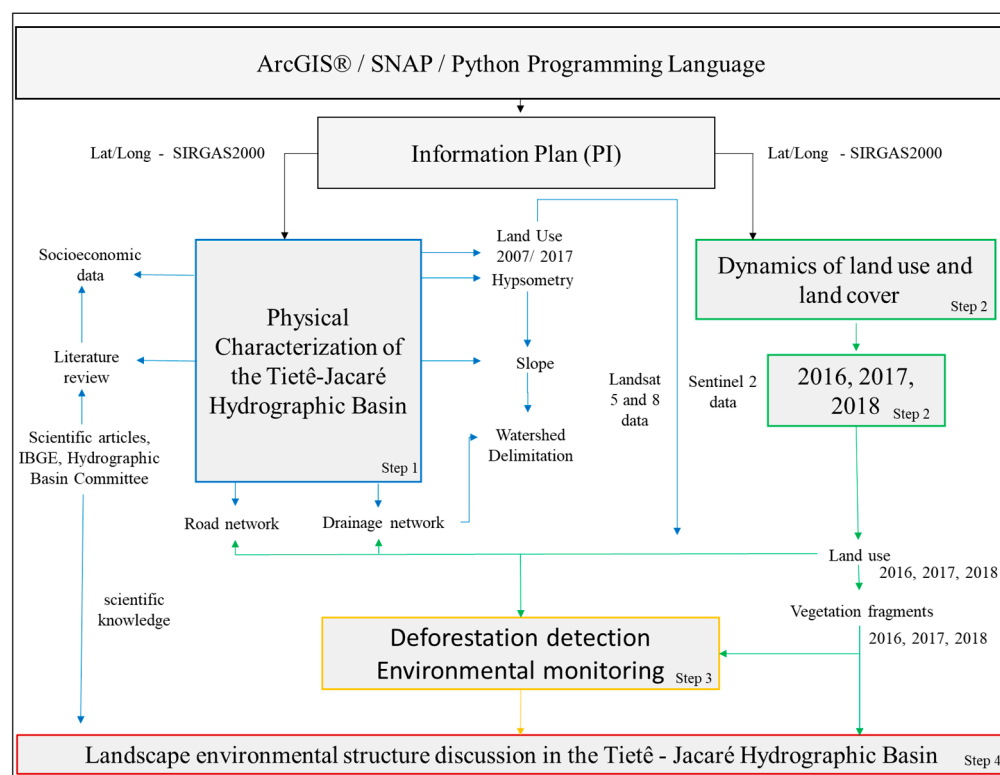 ArcGIS® / SNAP / Python Programming Language
Information Plan (PI)
Lat/Long - SIRGAS2000
Lat/Long - SIRGAS2000
Socioeconomic
data
Literature
review
Scientific articles,
IBGE, Hydrographic
Basin Committee
scientific
knowledge
Physical
Characterization of
the Tietê-Jacaré
Hydrographic Basin
Step 1
Road network
Drainage network
Land Use
2007/ 2017
Hypsometry
Slope
Watershed
Delimitation
Landsat
5 and 8
data
Sentinel 2
data
Dynamics of land use and
land cover
Step 2
2016, 2017,
2018
Step 2
Land use
2016, 2017, 2018
Vegetation fragments
2016, 2017, 2018
Deforestation detection
Environmental monitoring
Step 3
Landscape environmental structure discussion in the Tietê - Jacaré Hydrographic Basin
Step 4